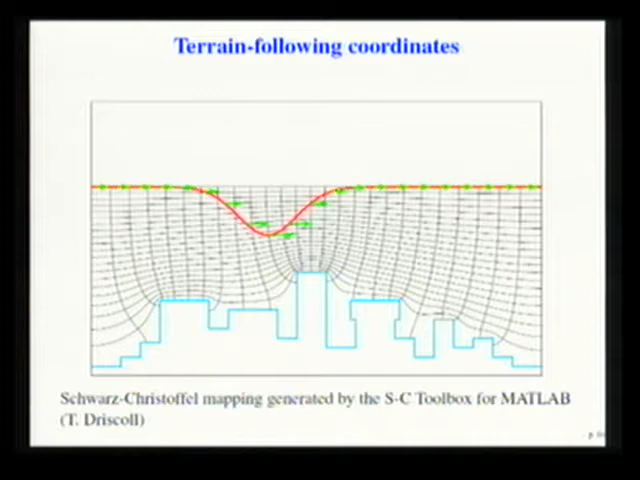 Terrain-following coordinates
Schwarz-Christoffel mapping generated by the S-C Toolbox for MATLAB
(T. Driscoll)